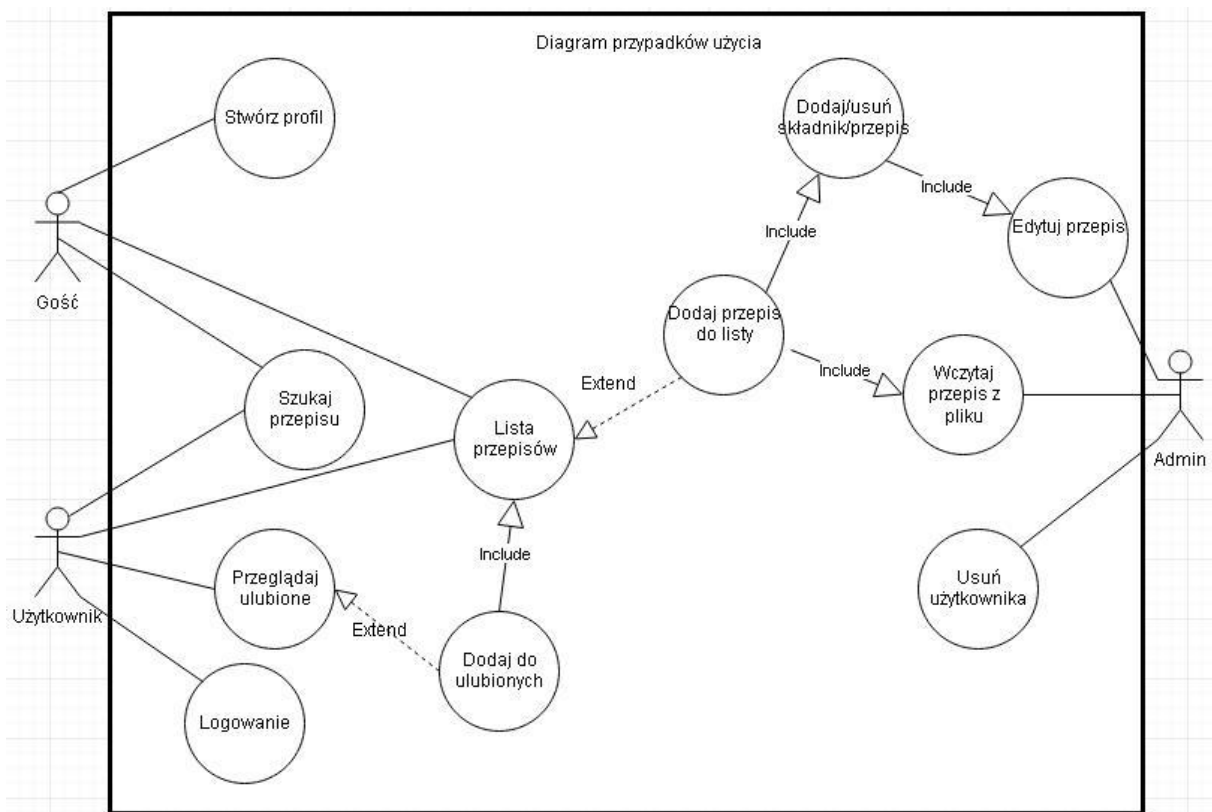 Diagram przypadków użycia
Stwórz profil
Dodaj/usuń
składnik/przepis
Include
Edytuj przepis
Include
Gość
Dodaj przepis
do listy
Szukaj
przepisu
Extend
Include
Wczytaj
przepis z
pliku
Lista
przepisów
Admin
Include
Przeglądaj
ulubione
Usuń
użytkownika
Użytkownik
Extend
Dodaj do
ulubionych
Logowanie